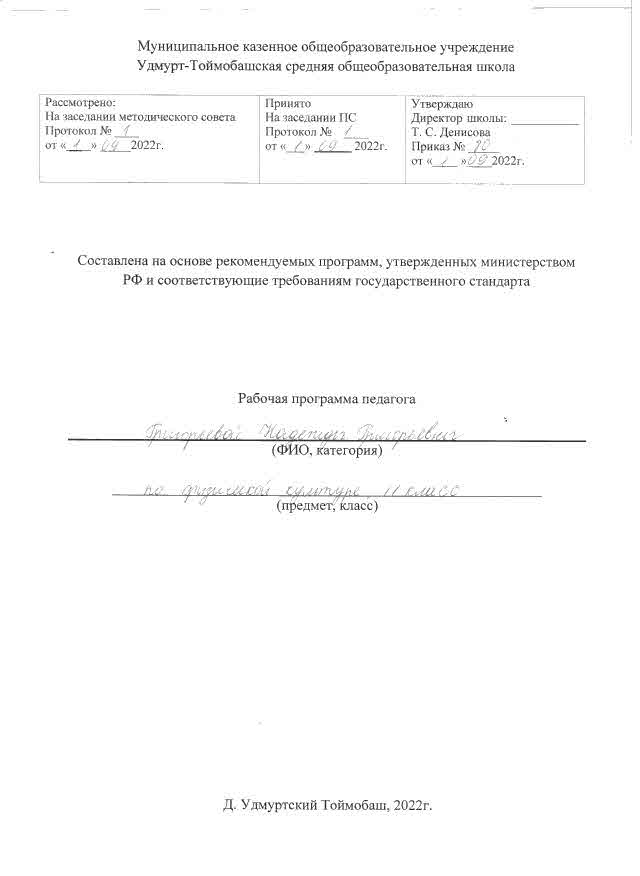 Муниципальное казенное общеобразовательное учреждение
Удмурт-Тоймобашская средняя общеобразовательная школа
Рассмотрено:
На заседании методического совета
Протокол № 1
от «1» 09 2022г.
Принято
На заседании ПС
Протокол № 1
от «1» 09 2022г.
Утверждаю
Директор школы: ___________
Т. С. Денисова
Приказ № 70
от « 1 » 09 2022г.
Составлена на основе рекомендуемых программ, утвержденных министерством
РФ и соответствующие требованиям государственного стандарта
Рабочая программа педагога
Григорьевой Надежды Григорьевны
(ФИО, категория)
по физической культуре, 11 класс
(предмет, класс)
Д. Удмуртский Тоймобаш, 2022г.